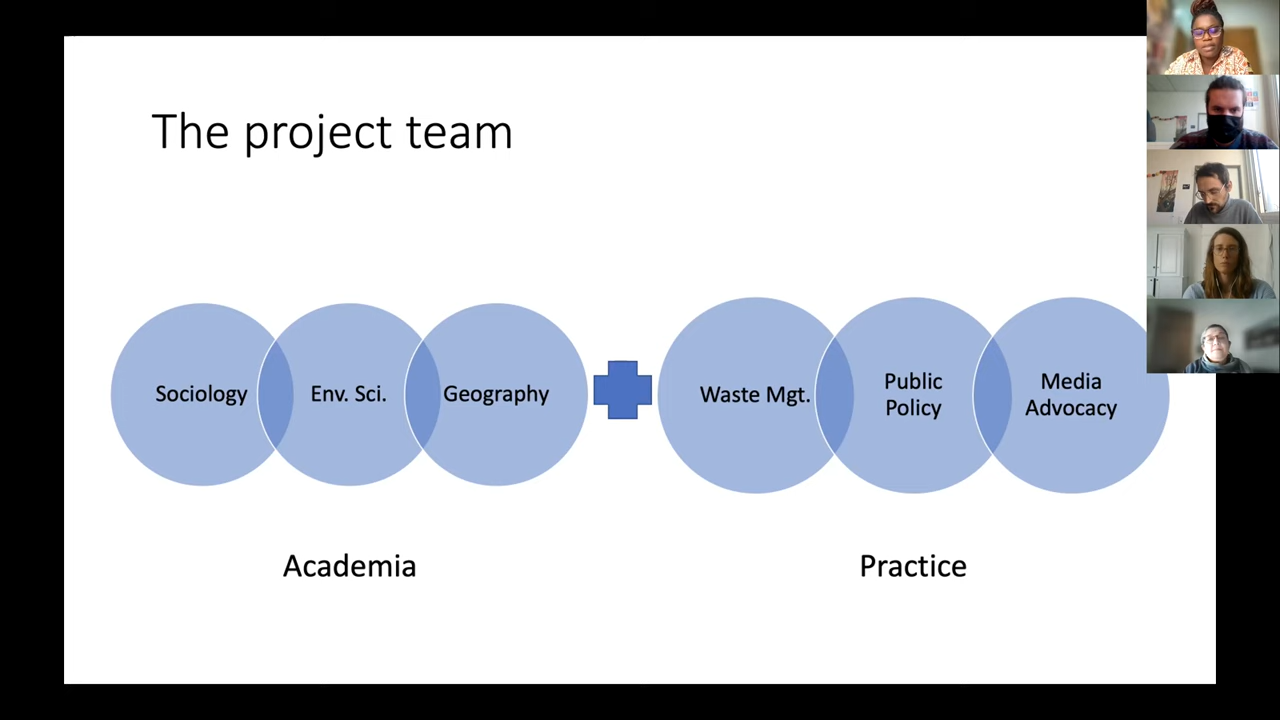 The project team
Sociology
Env. Sci.
Geography
Waste Mgt.
Public
Policy
Media
Advocacy
Academia
Practice